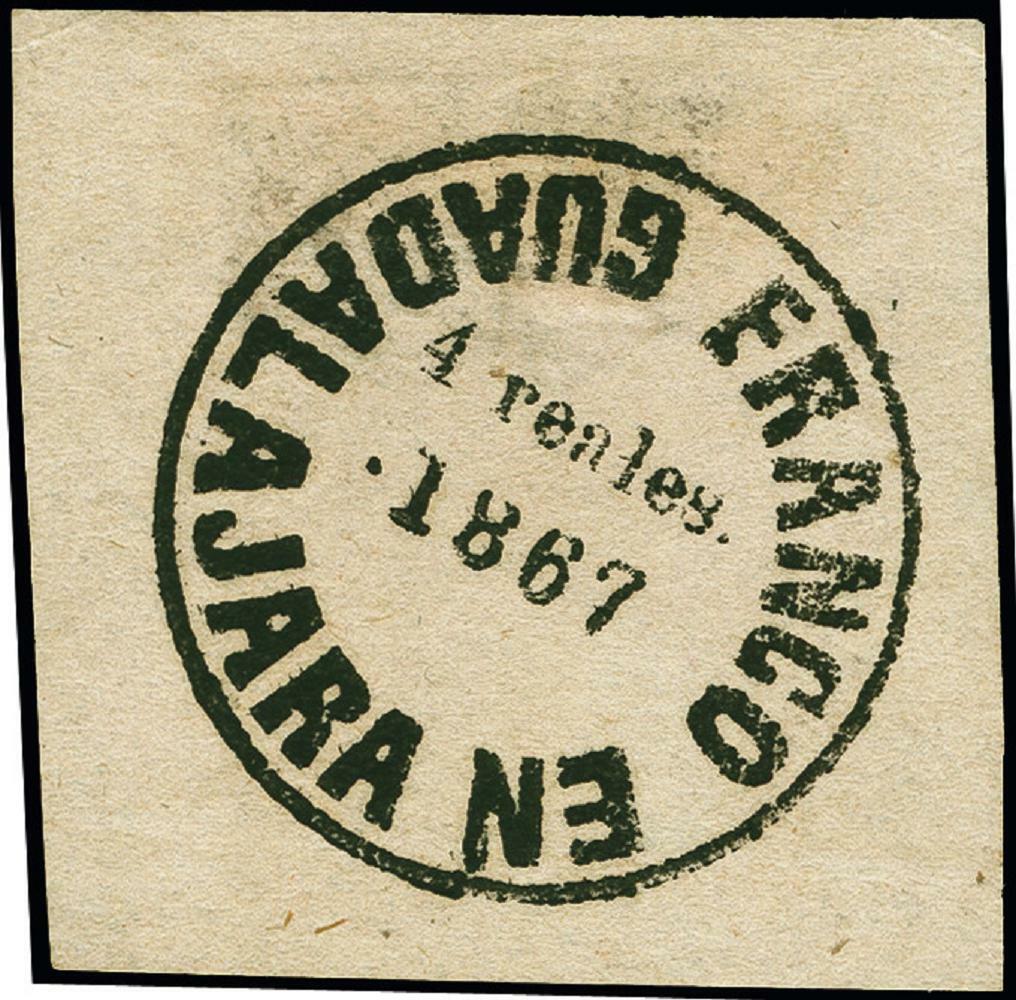 FRANCO EN GUADALAJARA
4 reales.
.1867